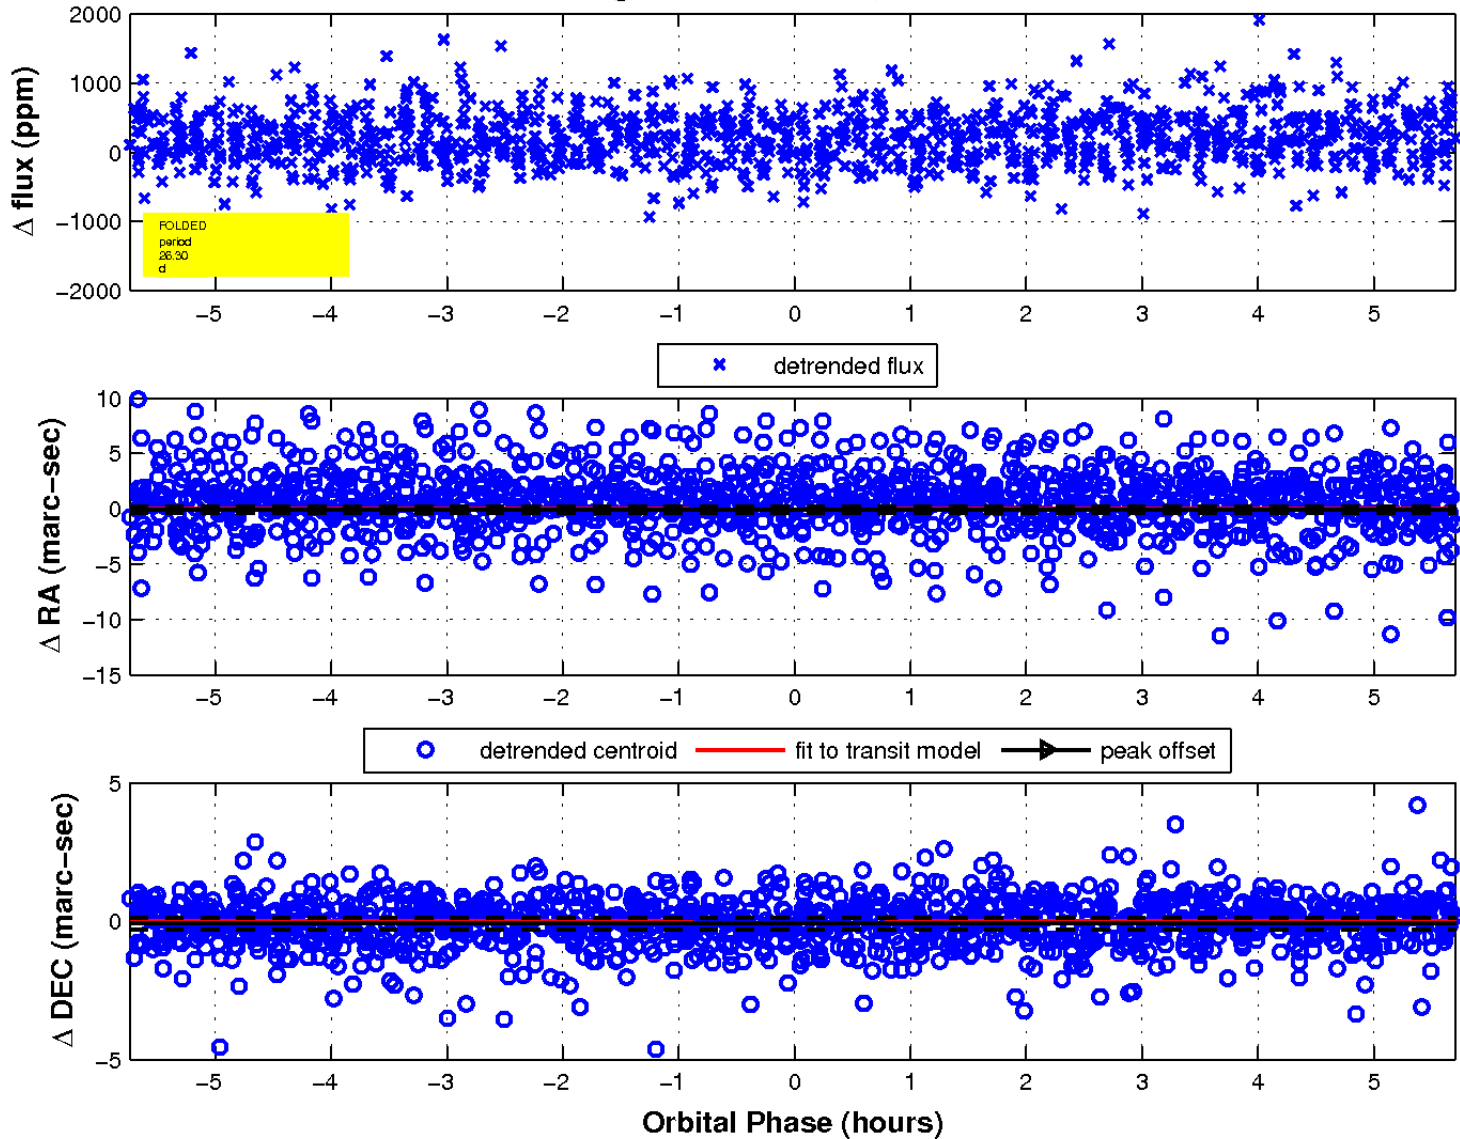 2000
1000
0
−1000
−2000
Δ flux (ppm)
FOLDED
period
26.30
d
−5 −4 −3 −2 −1 0 1 2 3 4 5
detrended flux
10
5
0
−5
−10
−15
Δ RA (marc−sec)
−5 −4 −3 −2 −1 0 1 2 3 4 5
detrended centroid fit to transit model peak offset
5
0
−5
Δ DEC (marc−sec)
−5 −4 −3 −2 −1 0 1 2 3 4 5
Orbital Phase (hours)